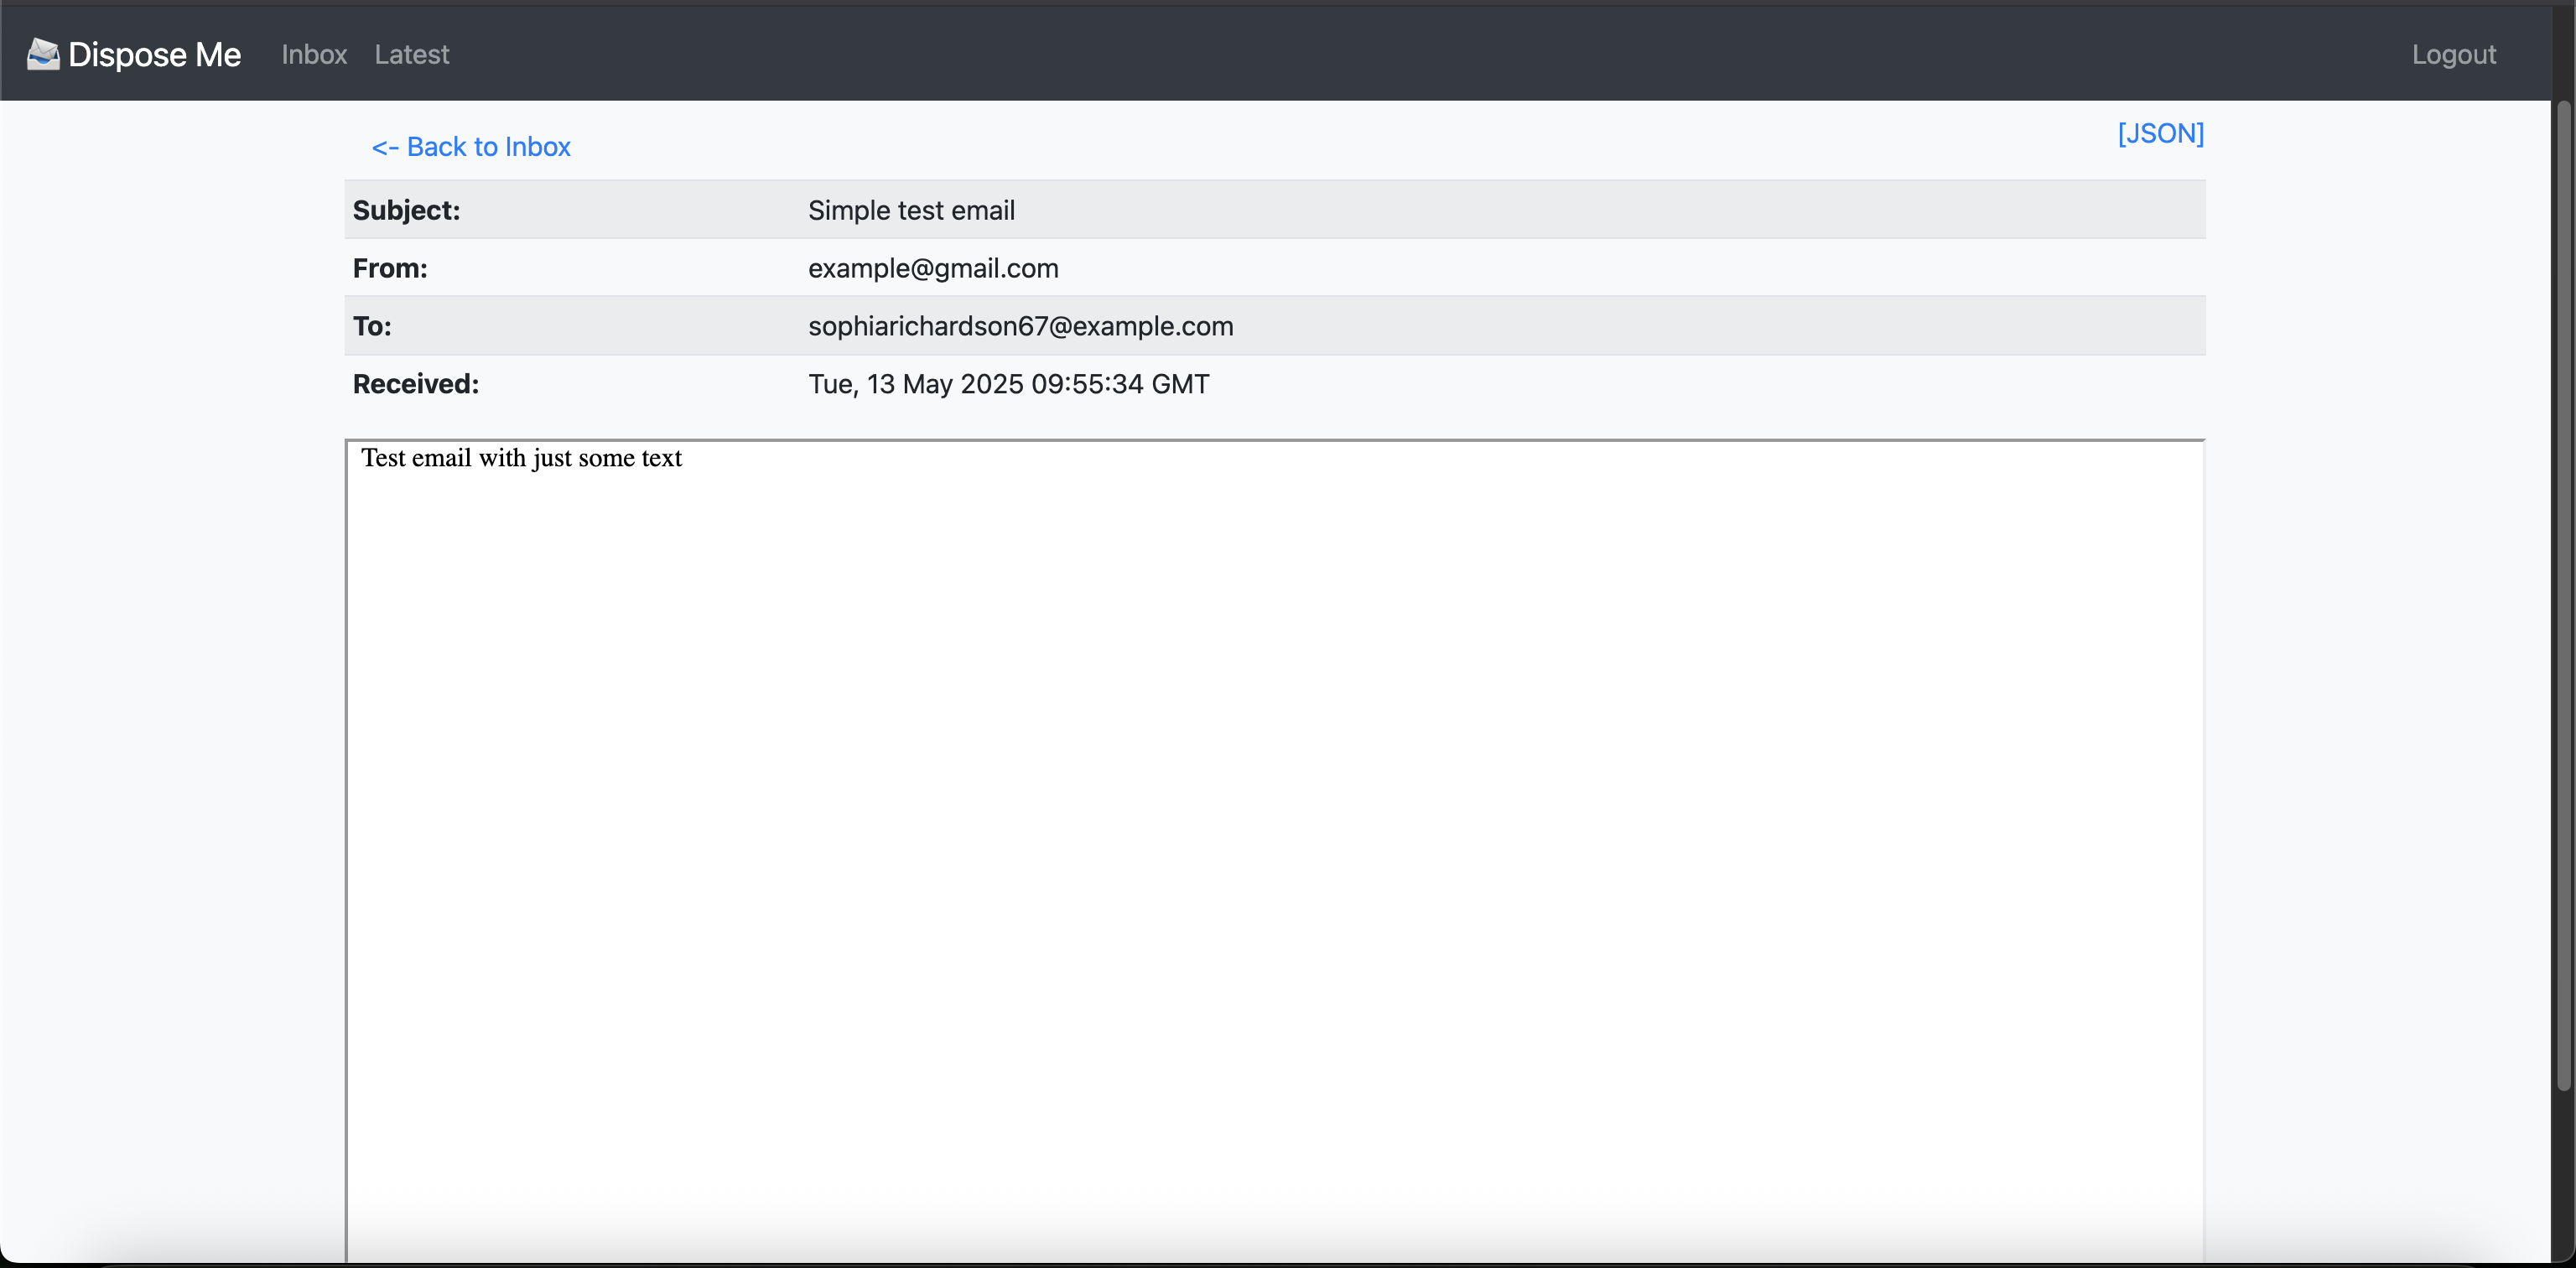 Dispose Me Inbox Latest Logout
<- Back to Inbox [JSON]
Subject: Simple test email
From: example@gmail.com
To: sophiarichardson67@example.com
Received: Tue, 13 May 2025 09:55:34 GMT
Test email with just some text